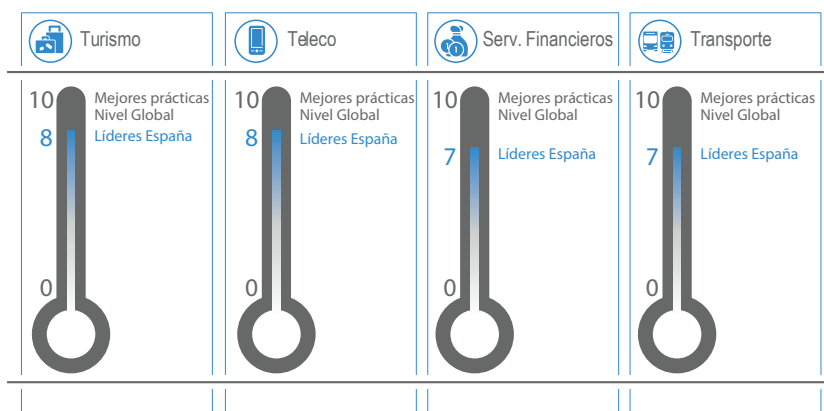 Turismo
10
Mejores prácticas
Nivel Global
8
Líderes España
0
Teleco
10
Mejores prácticas
Nivel Global
8
Líderes España
0
Serv. Financieros
10
Mejores prácticas
Nivel Global
7
Líderes España
0
Transporte
10
Mejores prácticas
Nivel Global
7
Líderes España
0